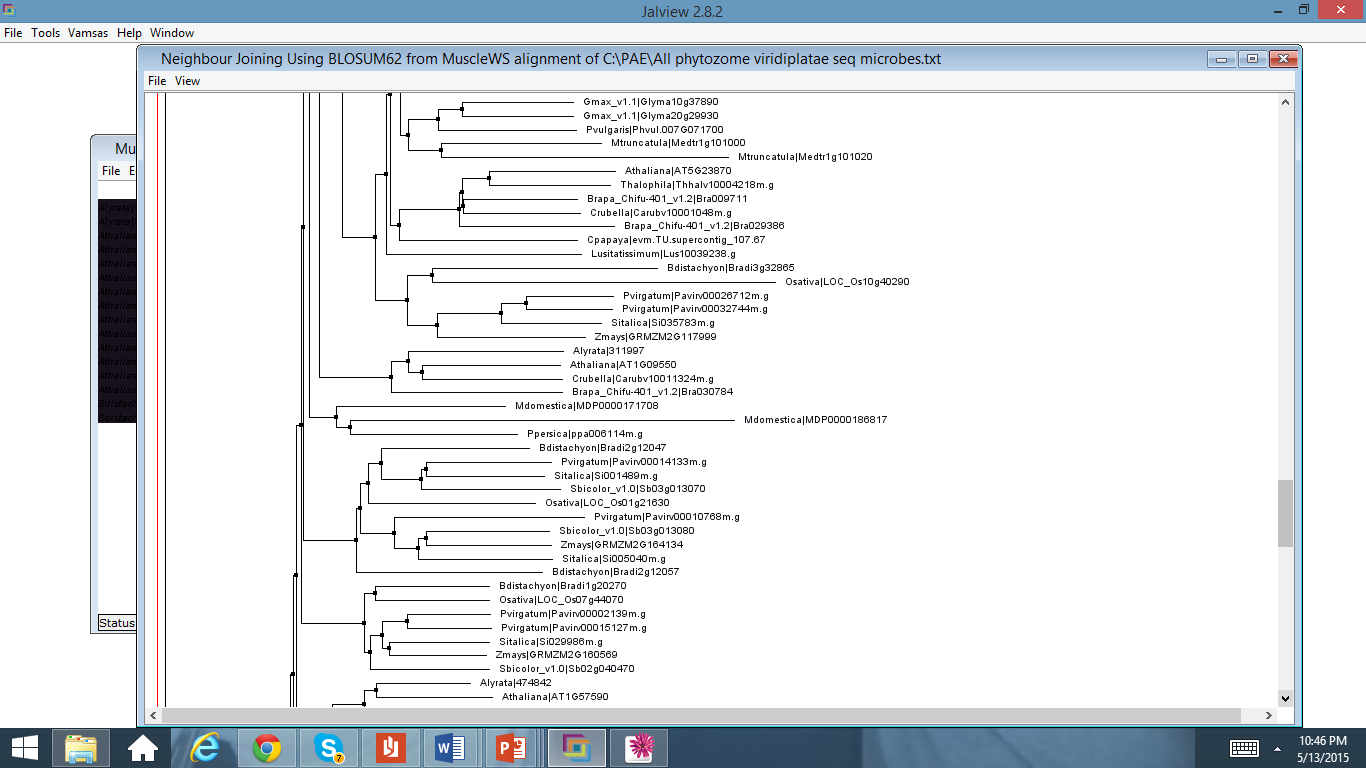 Jalview 2.8.2
File Tools Vamsas Help Window
Neighbour Joining Using BLOSUM62 from MuscleWS alignment of C:\PAE\All phytozome viridiplatae seq microbes.txt
File View
Mu
File E
Gmax_v1.1|Glyma10g37890
Gmax_v1.1|Glyma20g29930
Pvulgaris|Phvul.007G071700
Mtruncatula|Medtr1g101000
Mtruncatula|Medtr1g101020
Athaliana|AT5G23870
Thalophila|Thhalv10004218m.g
Brapa_Chifu-401_v1.2|Bra009711
Crubella|Carubv10001048m.g
Brapa_Chifu-401_v1.2|Bra029386
Cpapaya|evm.TU.supercontig_107.67
Lusitatissimum|Lus10039238.g
Bdistachyon|Bradi3g32865
Osativa|LOC_Os10g40290
Pvirgatum|Pavirv00026712m.g
Pvirgatum|Pavirv00032744m.g
Sitalica|Si035783m.g
Zmays|GRMZM2G117999
Alyrata|311997
Athaliana|AT1G09550
Crubella|Carubv10011324m.g
Brapa_Chifu-401_v1.2|Bra030784
Mdomestica|MDP0000171708
Mdomestica|MDP0000186817
Ppersica|ppa006114m.g
Bdistachyon|Bradi2g12047
Pvirgatum|Pavirv00014133m.g
Sitalica|Si001489m.g
Sbicolor_v1.0|Sb03g013070
Osativa|LOC_Os01g21630
Pvirgatum|Pavirv00010768m.g
Sbicolor_v1.0|Sb03g013080
Zmays|GRMZM2G164134
Sitalica|Si005040m.g
Bdistachyon|Bradi2g12057
Bdistachyon|Bradi1g20270
Osativa|LOC_Os07g44070
Pvirgatum|Pavirv00002139m.g
Pvirgatum|Pavirv00015127m.g
Sitalica|Si029986m.g
Zmays|GRMZM2G160569
Sbicolor_v1.0|Sb02g040470
Alyrata|474842
Athaliana|AT1G57590
Status
10:46 PM
5/13/2015